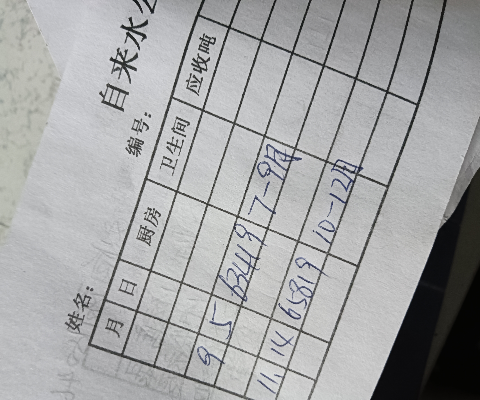 自来水
编号：
姓名：
月 日 厨房 卫生间 应收吨
9 5 63449 7-9月
11 14 65819 10-12月